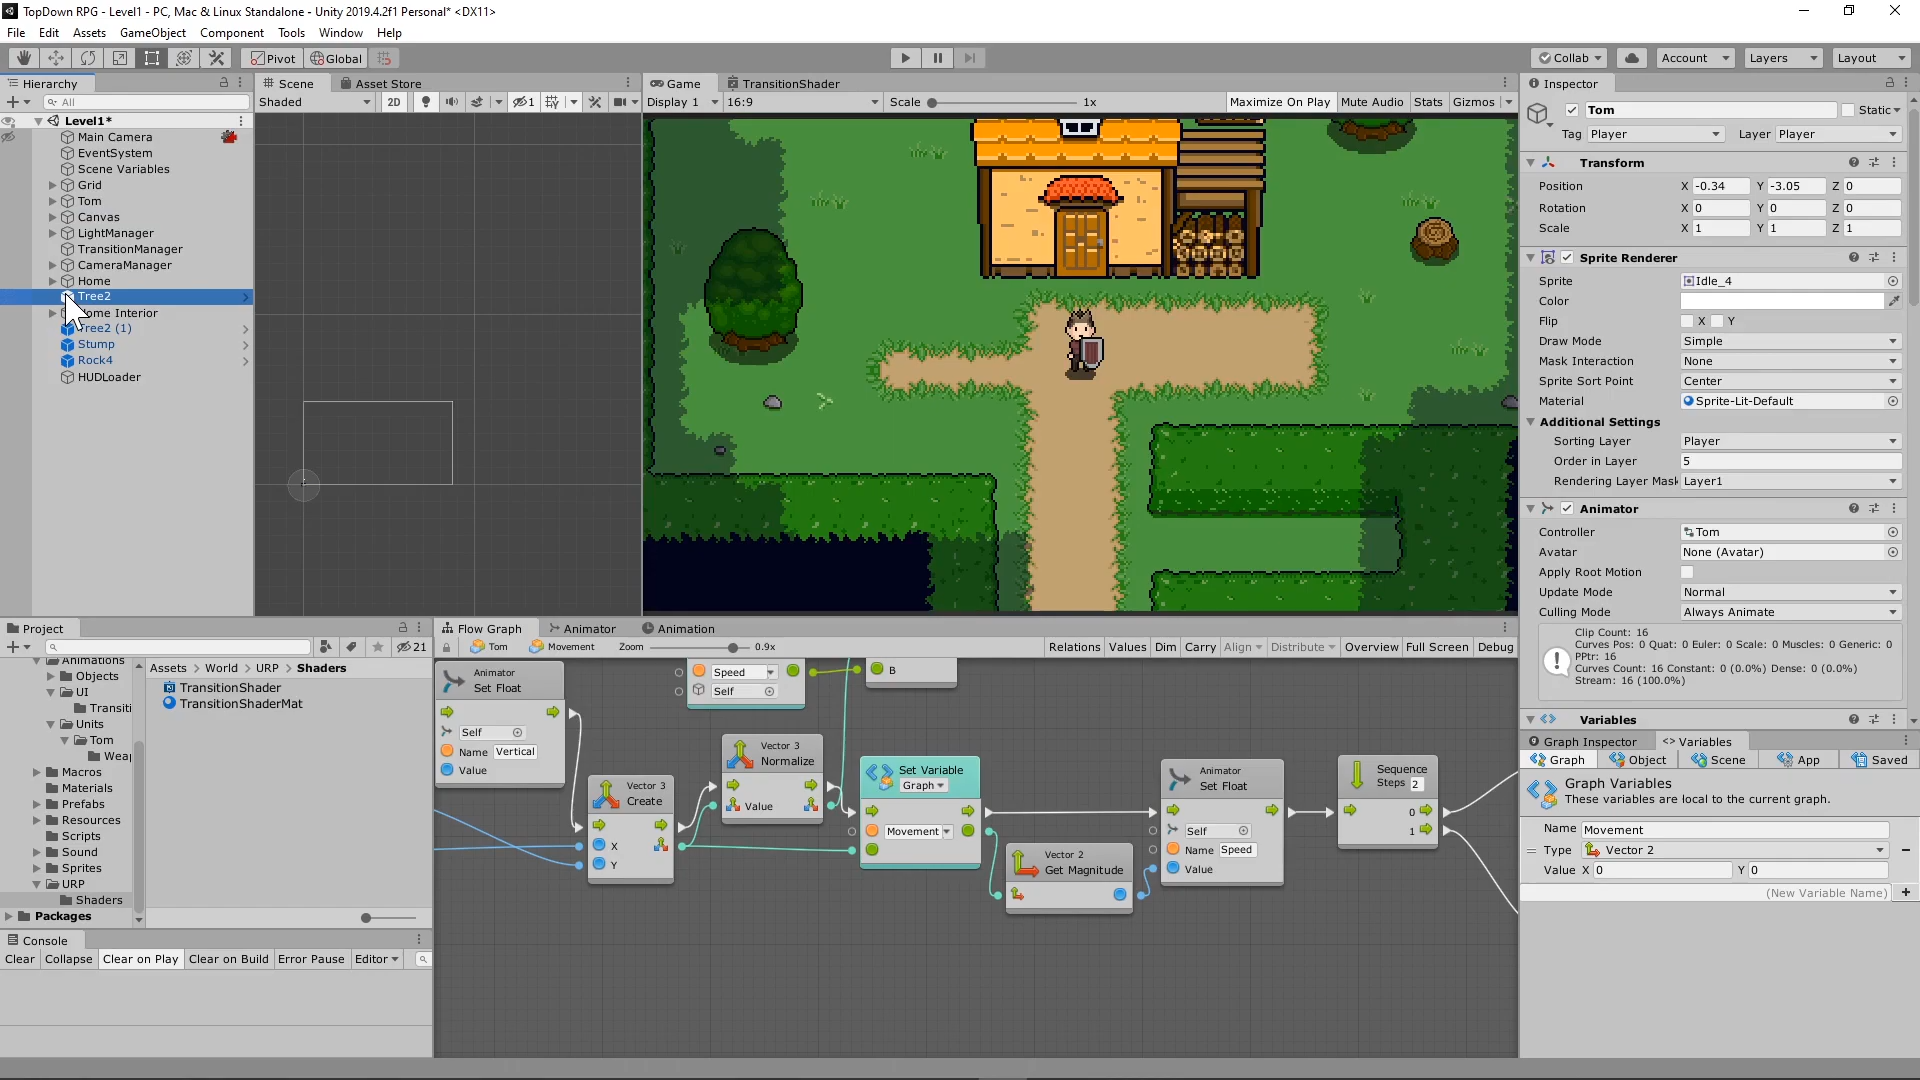 TopDown RPG - Level1 - PC, Mac & Linux Standalone - Unity 2019.4.2f1 Personal* <DX11>
File Edit Assets GameObject Component Tools Window Help
Pivot Global Collab Account Layers Layout
Hierarchy
All
Level1*
Main Camera
EventSystem
Scene Variables
Grid
Tom
Canvas
LightManager
TransitionManager
CameraManager
Home
Tree2
ome Interior
Tree2 (1)
Stump
Rock4
HUDLoader
Scene Asset Store
Shaded 2D 1
Game TransitionShader
Display 1 16:9 Scale 1x Maximize On Play Mute Audio Stats Gizmos
Inspector
Tom Static
Tag Player Layer Player
Transform
Position X -0.34 Y -3.05 Z 0
Rotation X 0 Y 0 Z 0
Scale X 1 Y 1 Z 1
Sprite Renderer
Sprite Idle_4
Color
Flip X Y
Draw Mode Simple
Mask Interaction None
Sprite Sort Point Center
Material Sprite-Lit-Default
Additional Settings
Sorting Layer Player
Order in Layer 5
Rendering Layer Mask Layer1
Animator
Controller Tom
Avatar None (Avatar)
Apply Root Motion
Update Mode Normal
Culling Mode Always Animate
Clip Count: 16
Curves Pos: 0 Quat: 0 Euler: 0 Scale: 0 Muscles: 0 Generic: 0
PPtr: 16
Curves Count: 16 Constant: 0 (0.0%) Dense: 0 (0.0%)
Stream: 16 (100.0%)
Variables
Graph Inspector <> Variables
Graph Object Scene App Saved
Graph Variables
These variables are local to the current graph.
Name Movement
Type Vector 2
Value X 0 Y 0
(New Variable Name)
Project
21
Animations
Objects
UI
Transiti
Units
Tom
Weap
Macros
Materials
Prefabs
Resources
Scripts
Sound
Sprites
URP
Shaders
Packages
Assets > World > URP > Shaders
TransitionShader
TransitionShaderMat
Console
Clear Collapse Clear on Play Clear on Build Error Pause Editor
Flow Graph Animator Animation
Tom Movement Zoom 0.9x Relations Values Dim Carry Align Distribute Overview Full Screen Debug
Animator
Set Float
Self
Name Vertical
Value
Speed
Self
B
Vector 3
Create
X
Y
Vector 3
Normalize
Value
Set Variable
Graph
Movement
Vector 2
Get Magnitude
Animator
Set Float
Self
Name Speed
Value
Sequence
Steps 2
0
1